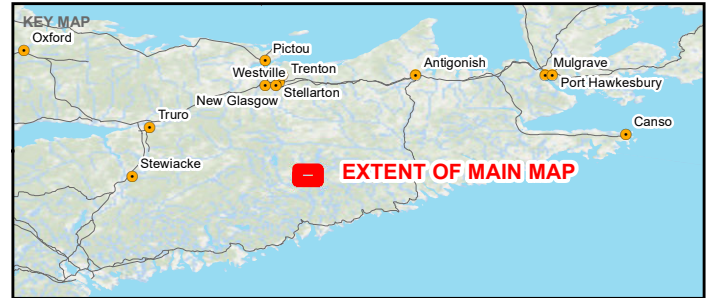 KEY MAP
Oxford
Pictou
Westville
Trenton
Antigonish
Mulgrave
New Glasgow
Stellarton
Port Hawkesbury
Truro
Canso
Stewiacke
EXTENT OF MAIN MAP